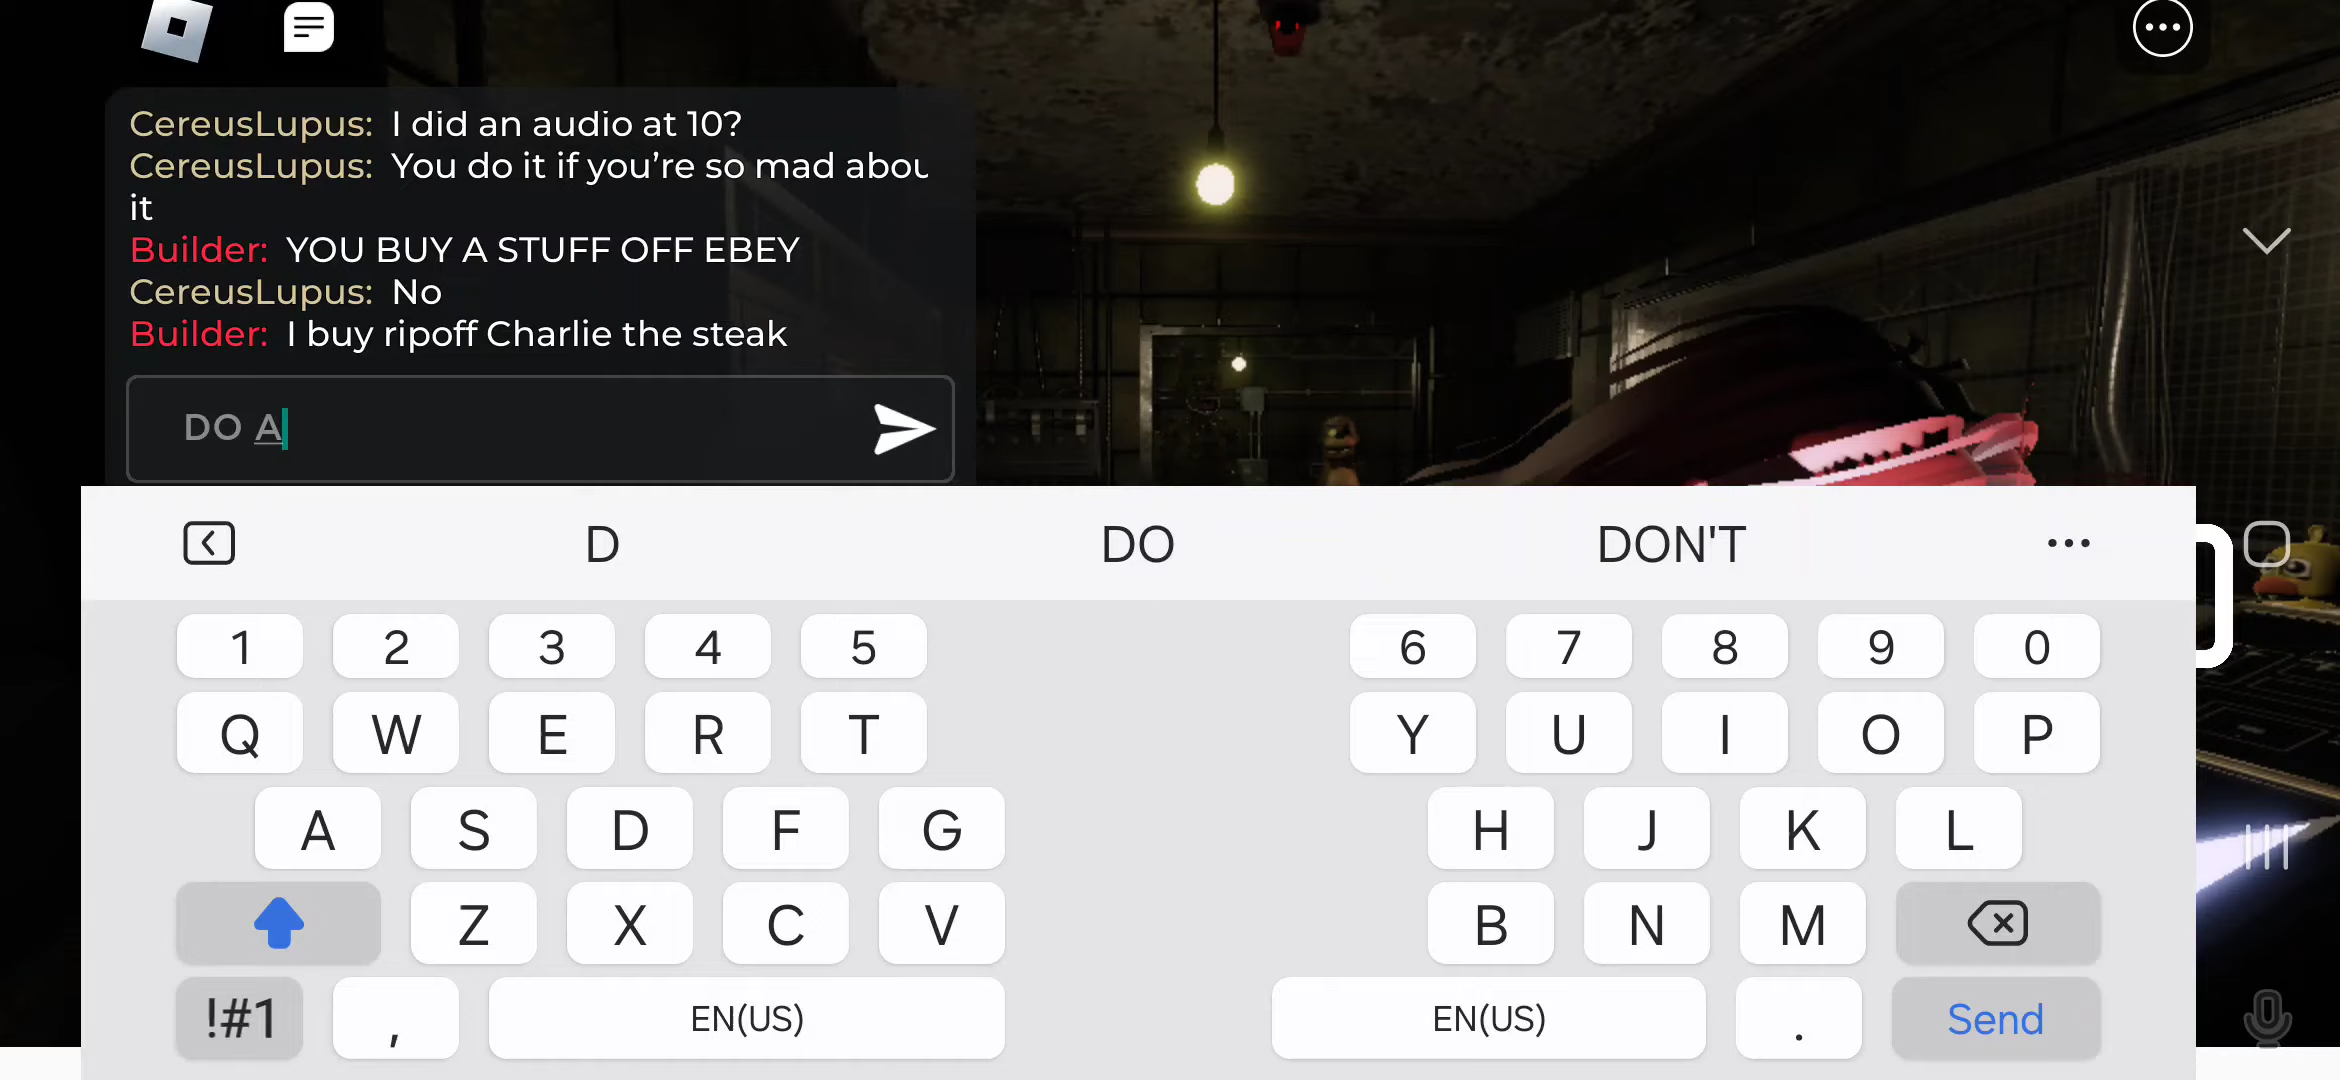 CereusLupus: I did an audio at 10?
CereusLupus: You do it if you're so mad abou
it
Builder: YOU BUY A STUFF OFF EBEY
CereusLupus: No
Builder: I buy ripoff Charlie the steak
DO A
D DO DON'T
1 2 3 4 5 6 7 8 9 0
Q W E R T Y U I O P
A S D F G H J K L
Z X C V B N M
!#1 , EN(US) EN(US) . Send